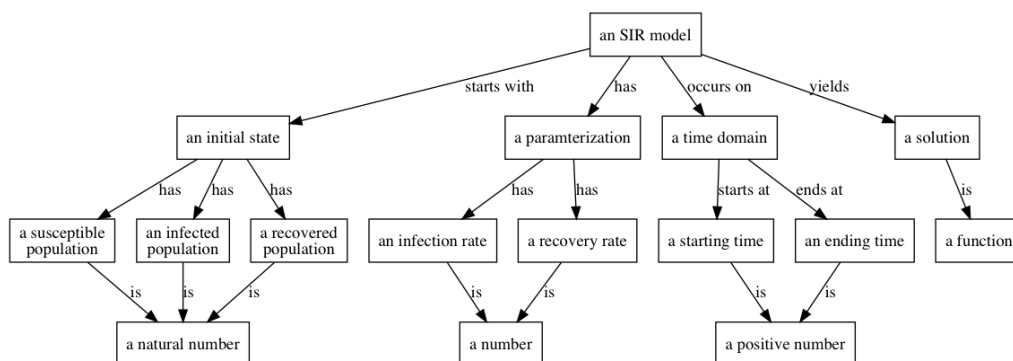 an SIR model
starts with
has
occurs on
yields
an initial state
a paramterization
a time domain
a solution
has
has
has
has
has
starts at
ends at
is
a susceptible
population
an infected
population
a recovered
population
an infection rate
a recovery rate
a starting time
an ending time
a function
is
is
is
is
is
is
is
a natural number
a number
a positive number